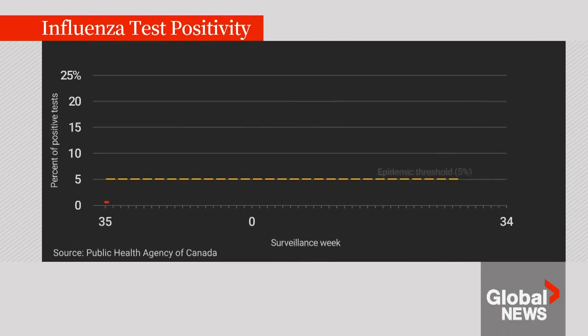 Influenza Test Positivity
25%
20
15
10
5
0
Percent of positive tests
Epidemic threshold (5%)
35
0
34
Surveillance week
Source: Public Health Agency of Canada
Global
NEWS